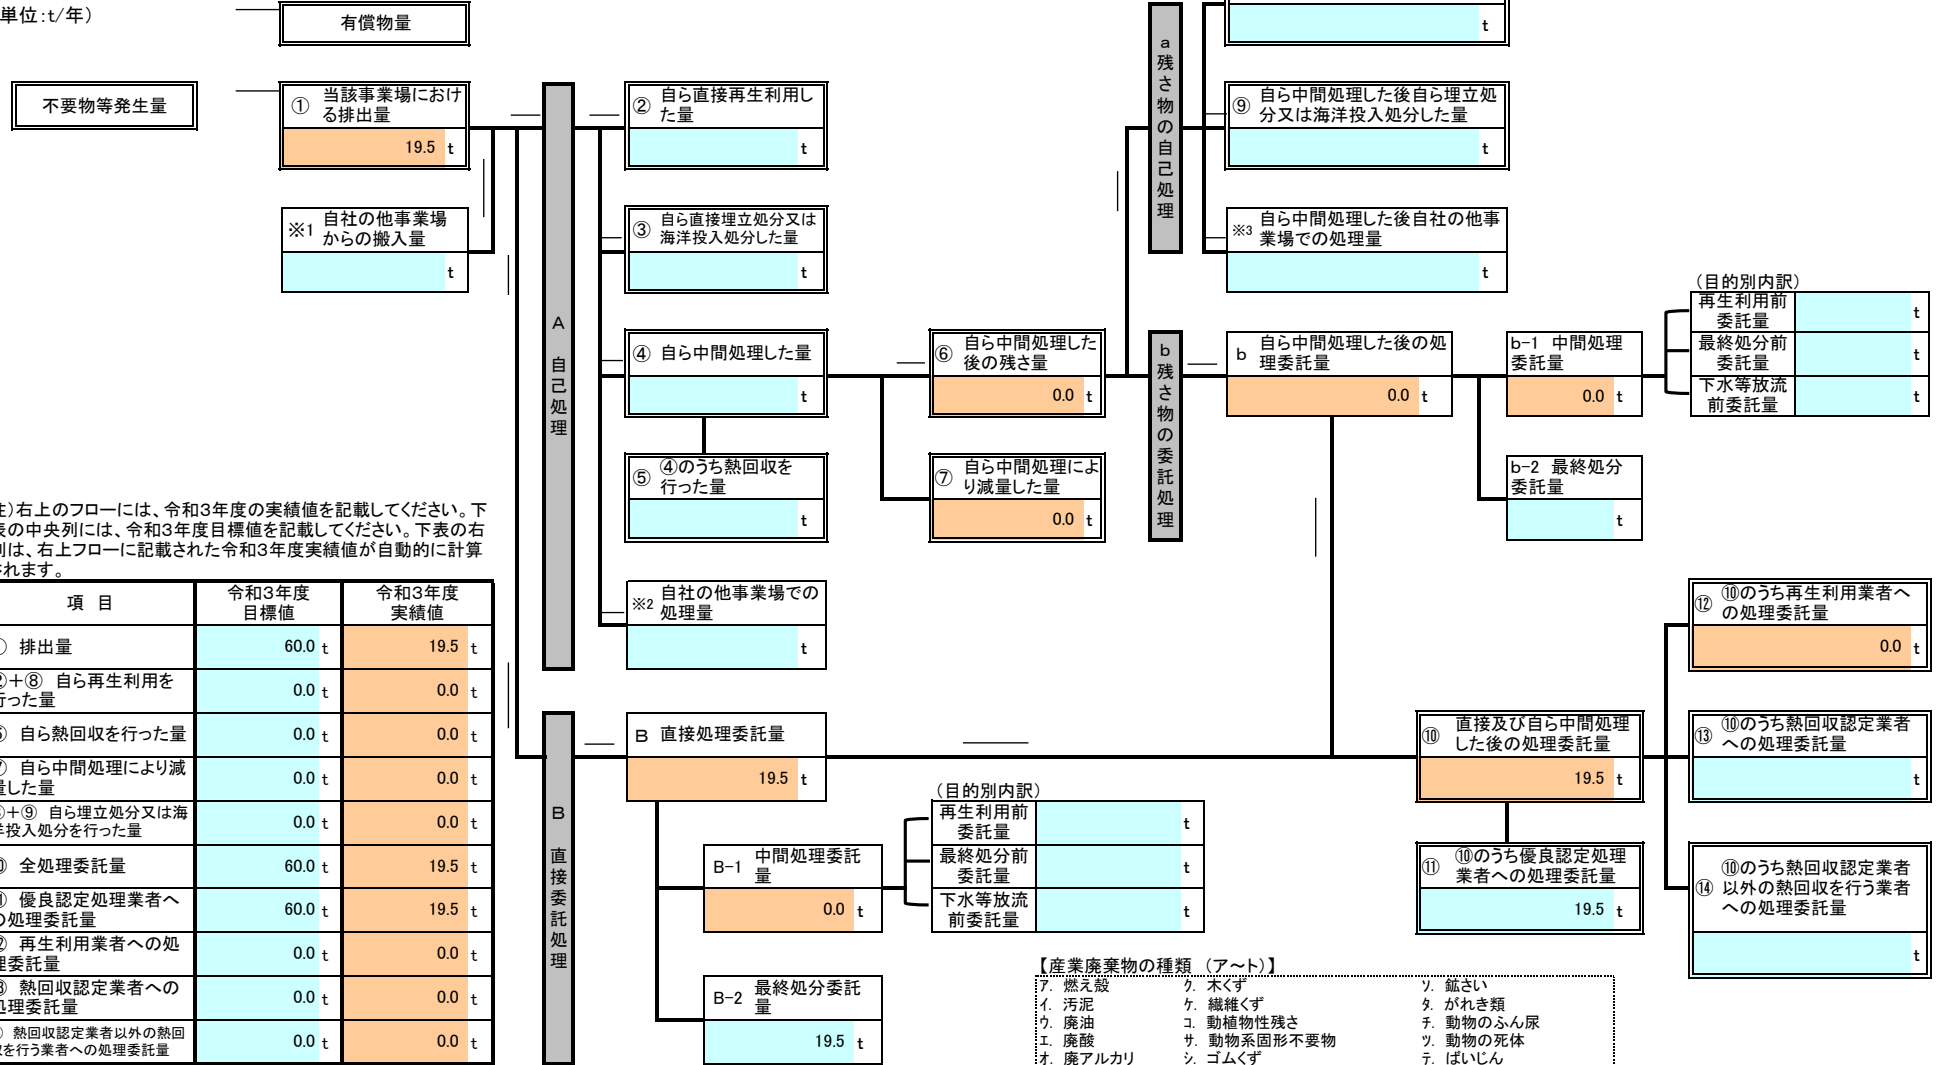 単位:t/年）
有償物量
t
不要物等発生量
① 当該事業場におけ
る排出量
19.5 t
※1 自社の他事業場
からの搬入量
t
A 自己処理
② 自ら直接再生利用し
た量
t
③ 自ら直接埋立処分又は
海洋投入処分した量
t
④ 自ら中間処理した量
t
⑤ ④のうち熱回収を
行った量
t
※2 自社の他事業場での
処理量
t
⑥ 自ら中間処理した
後の残さ量
0.0 t
⑦ 自ら中間処理によ
り減量した量
0.0 t
a残さ物の自己処理
⑨ 自ら中間処理した後自ら埋立処
分又は海洋投入処分した量
t
※3 自ら中間処理した後自社の他事
業場での処理量
t
b残さ物の委託処理
b 自ら中間処理した後の処
理委託量
0.0 t
b-1 中間処理
委託量
0.0 t
b-2 最終処分
委託量
t
（目的別内訳）
再生利用前
委託量
t
最終処分前
委託量
t
下水等放流
前委託量
t
注）右上のフローには、令和3年度の実績値を記載してください。下
表の中央列には、令和3年度目標値を記載してください。下表の右
列は、右上フローに記載された令和3年度実績値が自動的に計算
されます。
項 目 令和3年度
目標値 令和3年度
実績値
① 排出量 60.0 t 19.5 t
②+⑧ 自ら再生利用を
行った量 0.0 t 0.0 t
⑤ 自ら熱回収を行った量 0.0 t 0.0 t
⑦ 自ら中間処理により減
量した量 0.0 t 0.0 t
③+⑨ 自ら埋立処分又は海
洋投入処分を行った量 0.0 t 0.0 t
⑩ 全処理委託量 60.0 t 19.5 t
⑪ 優良認定処理業者へ
の処理委託量 60.0 t 19.5 t
⑫ 再生利用業者への処
理委託量 0.0 t 0.0 t
⑬ 熱回収認定業者への
処理委託量 0.0 t 0.0 t
⑭ 熱回収認定業者以外の熱回
収を行う業者への処理委託量 0.0 t 0.0 t
B 直接委託処理
B 直接処理委託量
19.5 t
B-1 中間処理委託
量
0.0 t
B-2 最終処分委託
量
19.5 t
（目的別内訳）
再生利用前
委託量
t
最終処分前
委託量
t
下水等放流
前委託量
t
⑩ 直接及び自ら中間処理
した後の処理委託量
19.5 t
⑪ ⑩のうち優良認定処理
業者への処理委託量
19.5 t
⑫ ⑩のうち再生利用業者へ
の処理委託量
0.0 t
⑬ ⑩のうち熱回収認定業者
への処理委託量
t
⑭ ⑩のうち熱回収認定業者
以外の熱回収を行う業者
への処理委託量
t
【産業廃棄物の種類 （ア～ト）】
ア. 燃え殻 ク. 木くず ソ. 鉱さい
イ. 汚泥 ケ. 繊維くず タ. がれき類
ウ. 廃油 コ. 動植物性残さ チ. 動物のふん尿
エ. 廃酸 サ. 動物系固形不要物 ツ. 動物の死体
オ. 廃アルカリ シ. ゴムくず テ. ばいじん